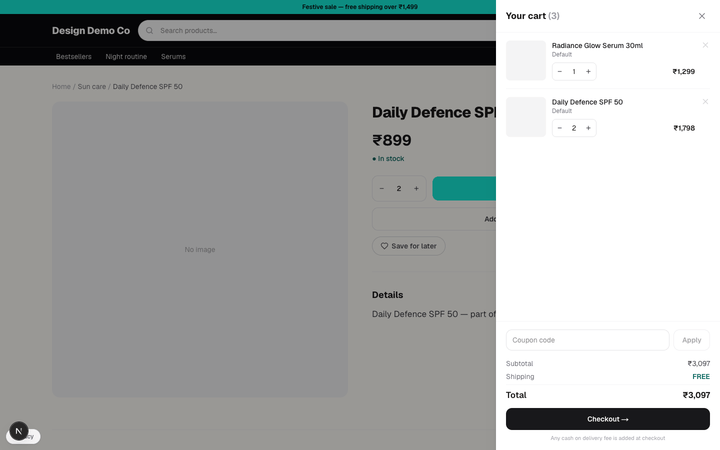 Festive sale — free shipping over ₹1,499
Design Demo Co
Search products...
Bestsellers Night routine Serums
Home / Sun care / Daily Defence SPF 50
No image
Daily Defence SP
₹899
In stock
− 2 +
Add
Save for later
Details
Daily Defence SPF 50 — part of
N
Your cart (3)
Radiance Glow Serum 30ml
Default
− 1 +
₹1,299
Daily Defence SPF 50
Default
− 2 +
₹1,798
Coupon code
Apply
Subtotal ₹3,097
Shipping FREE
Total ₹3,097
Checkout →
Any cash on delivery fee is added at checkout